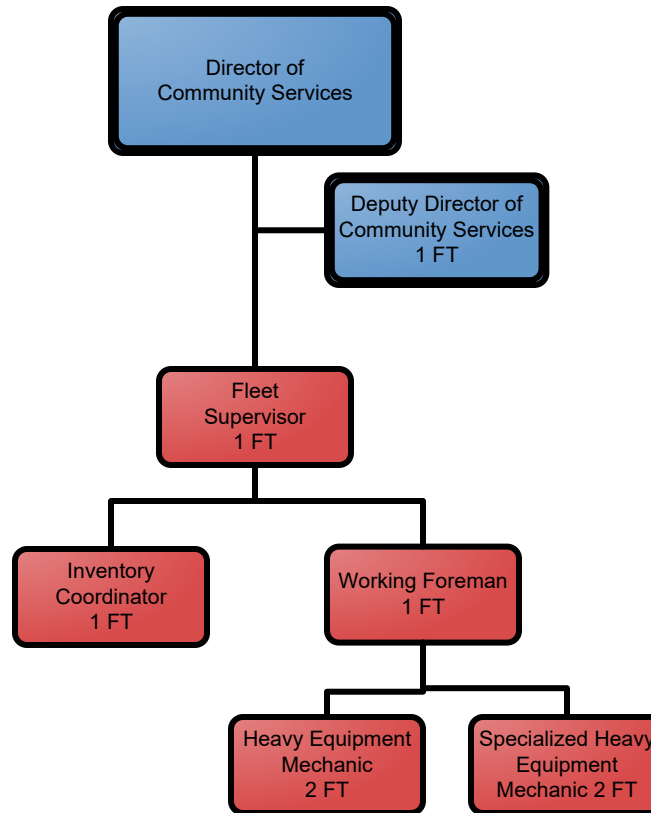 Director of
Community Services
Deputy Director of
Community Services
1 FT
Fleet
Supervisor
1 FT
Inventory
Coordinator
1 FT
Working Foreman
1 FT
Heavy Equipment
Mechanic
2 FT
Specialized Heavy
Equipment
Mechanic 2 FT